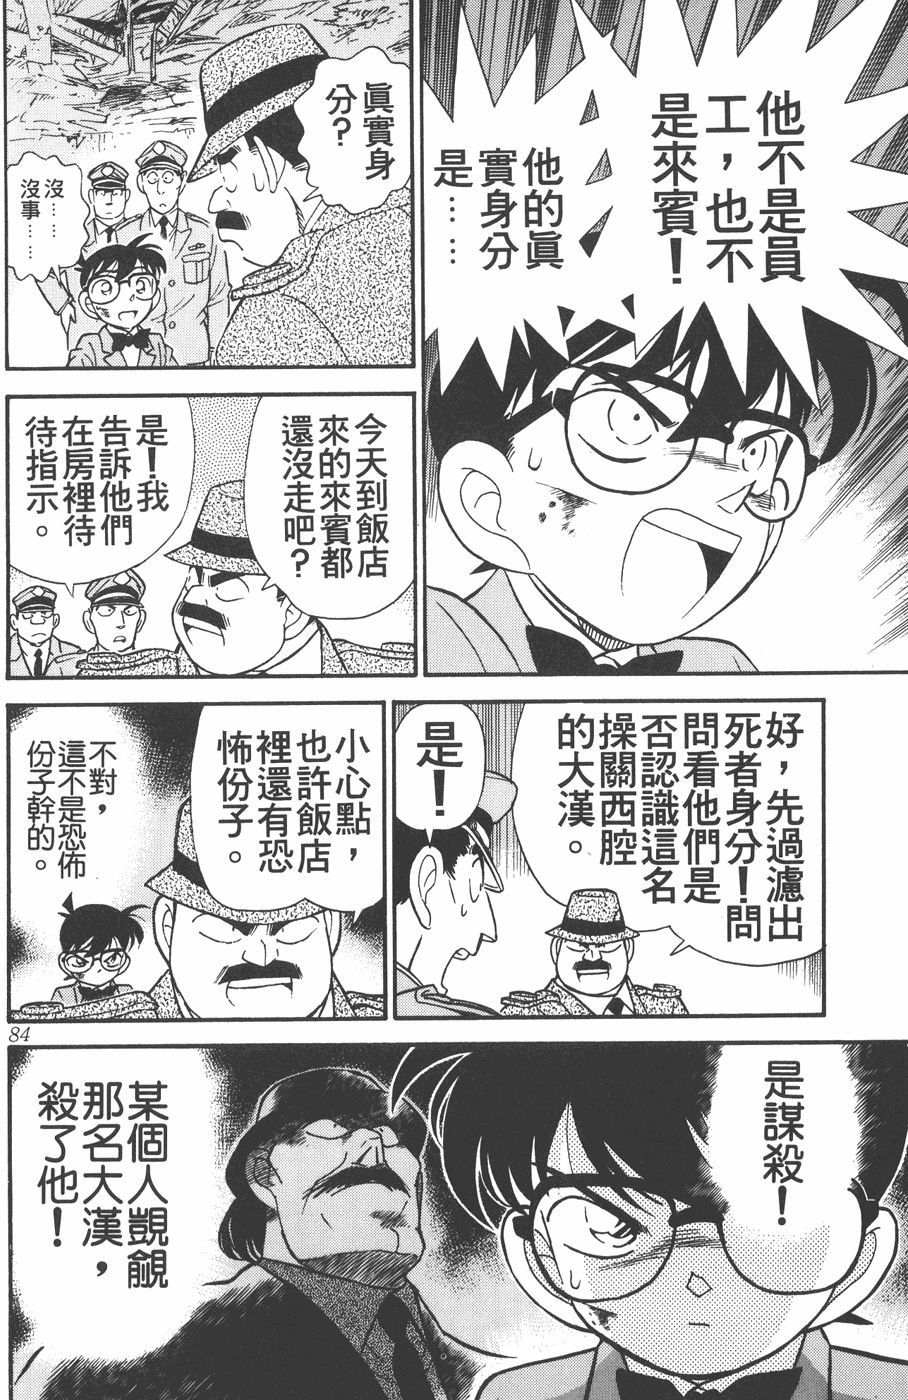 他不是員
工，也不
是來賓！
他的眞
實身分
是……
眞實身
分？
沒……
沒事……
今天到飯店
來的來賓都
還沒走吧？
是！我
告訴他們
在房裡待
待指示。
好，先過濾出
死者身分！問
問看他們是
否認識這名
操關西腔
的大漢。
是！
小心點，
也許飯店
裡還有恐
怖份子。
不對，
這不是恐怖
份子幹的。
84
是謀殺！
某個人覬覦
那名大漢，
殺了他！